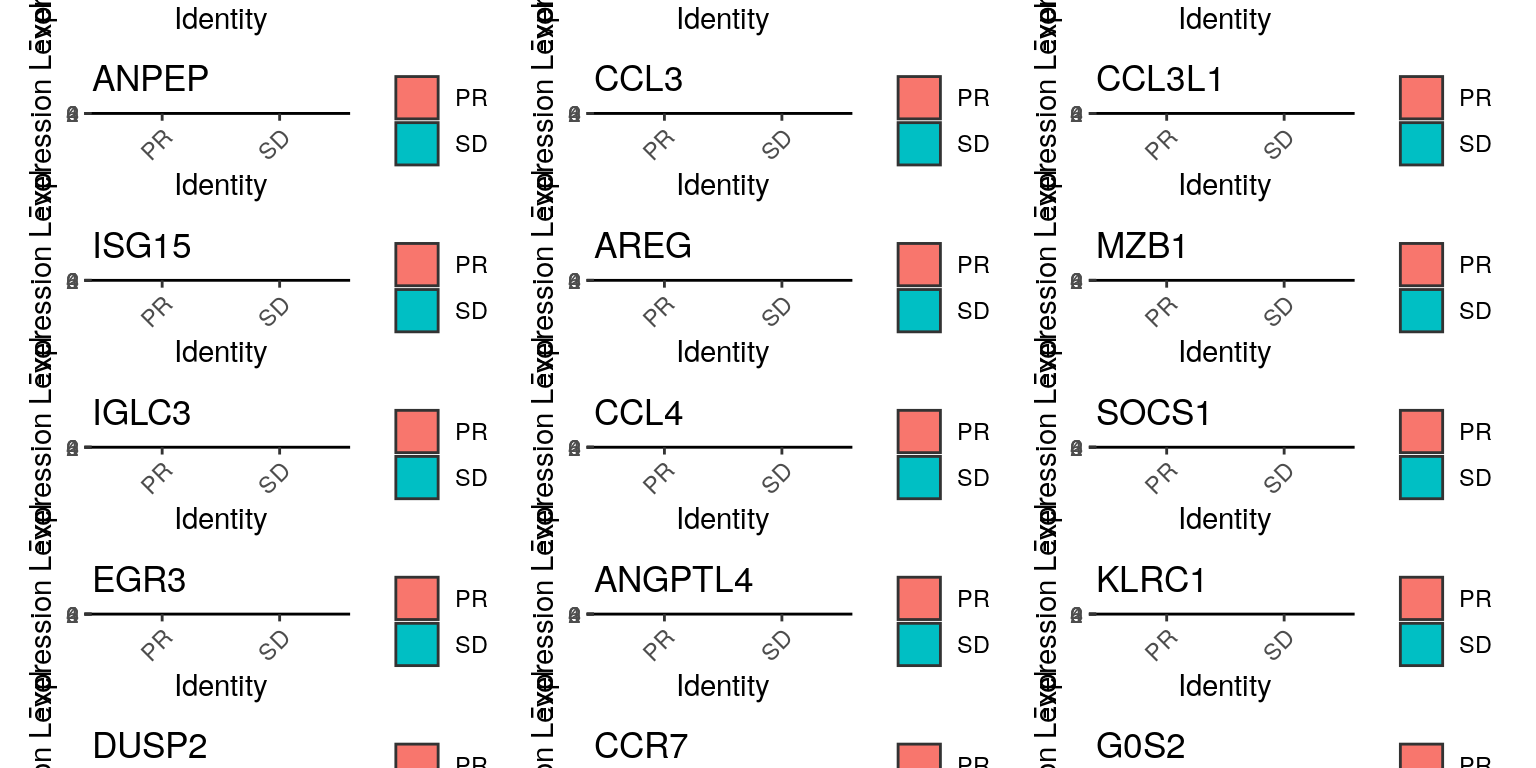 Identity Identity Identity
ANPEP CCL3 CCL3L1
PR PR PR
SD SD SD
PR SD PR SD PR SD
Identity Identity Identity
ISG15 AREG MZB1
PR PR PR
SD SD SD
PR SD PR SD PR SD
Identity Identity Identity
IGLC3 CCL4 SOCS1
PR PR PR
SD SD SD
PR SD PR SD PR SD
Identity Identity Identity
EGR3 ANGPTL4 KLRC1
PR PR PR
SD SD SD
PR SD PR SD PR SD
Identity Identity Identity
DUSP2 CCR7 G0S2
PR PR PR